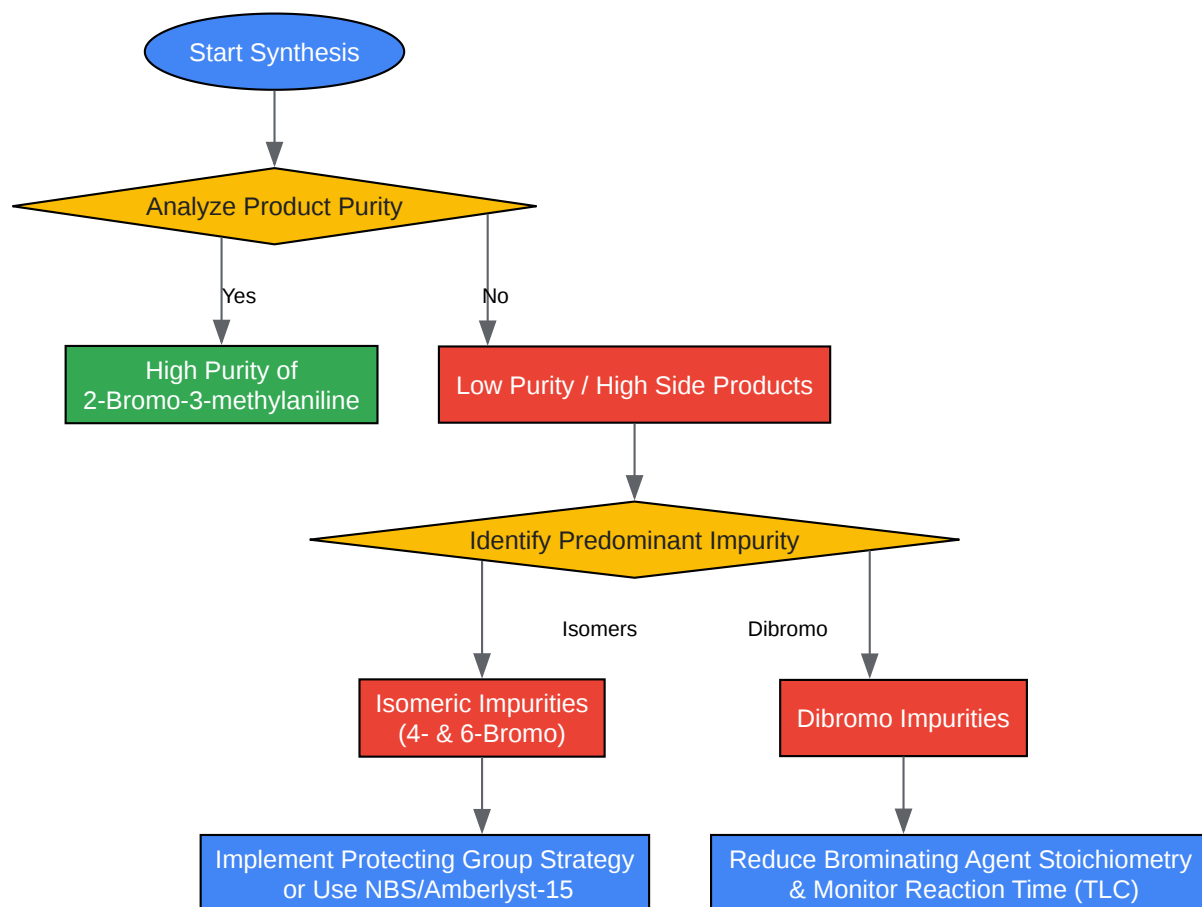 Start Synthesis
Analyze Product Purity
Yes
No
High Purity of
2-Bromo-3-methylaniline
Low Purity / High Side Products
Identify Predominant Impurity
Isomers
Dibromo
Isomeric Impurities
(4- & 6-Bromo)
Dibromo Impurities
Implement Protecting Group Strategy
or Use NBS/Amberlyst-15
Reduce Brominating Agent Stoichiometry
& Monitor Reaction Time (TLC)